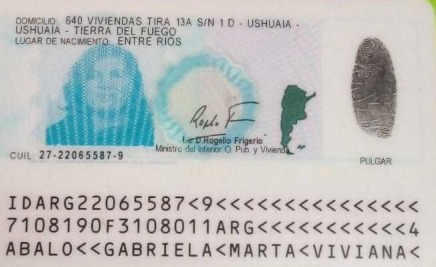 DOMICILIO: 640 VIVIENDAS TIRA 13A S/N 1 D - USHUAIA -
USHUAIA - TIERRA DEL FUEGO
LUGAR DE NACIMIENTO: ENTRE RIOS
Lic D. Rogelio Frigerio
Ministro del Interior O. Pub. y Vivienda
CUIL: 27-22065587-9
PULGAR
IDARG22065587<9<<<<<<<<<<<<<<<
7108190F3108011ARG<<<<<<<<<<<4
ABALO<<GABRIELA<MARTA<VIVIANA<